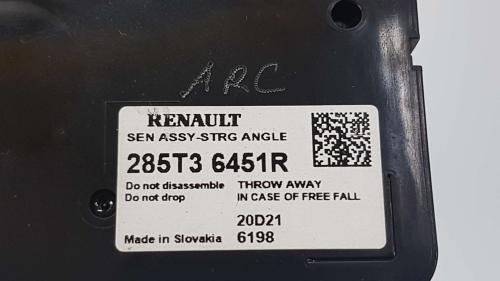 ARC
RENAULT
SEN ASSY-STRG ANGLE
285T3 6451R
Do not disassemble THROW AWAY
Do not drop IN CASE OF FREE FALL
20D21
Made in Slovakia 6198